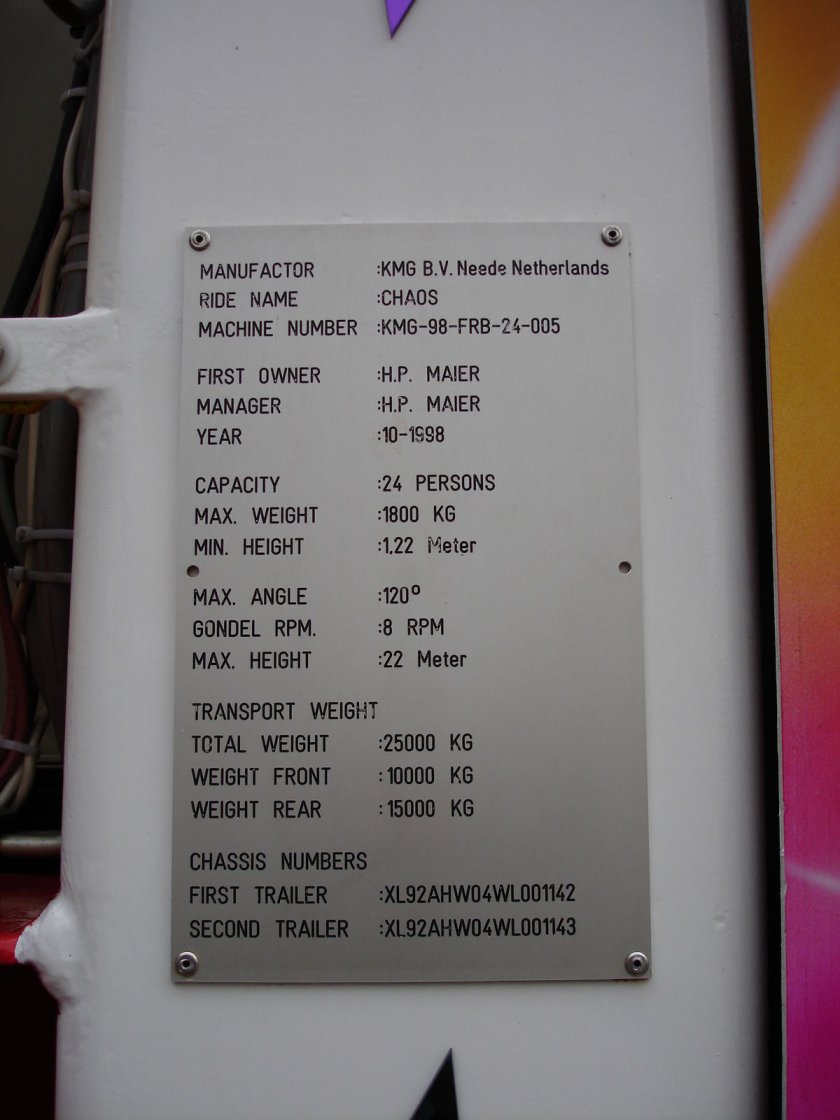 MANUFACTOR :KMG B.V. Neede Netherlands
RIDE NAME :CHAOS
MACHINE NUMBER :KMG-98-FRB-24-005
FIRST OWNER :H.P. MAIER
MANAGER :H.P. MAIER
YEAR :10-1998
CAPACITY :24 PERSONS
MAX. WEIGHT :1800 KG
MIN. HEIGHT :1.22 Meter
MAX. ANGLE :120°
GONDEL RPM. :8 RPM
MAX. HEIGHT :22 Meter
TRANSPORT WEIGHT
TOTAL WEIGHT :25000 KG
WEIGHT FRONT :10000 KG
WEIGHT REAR :15000 KG
CHASSIS NUMBERS
FIRST TRAILER :XL92AHW04WL001142
SECOND TRAILER :XL92AHW04WL001143